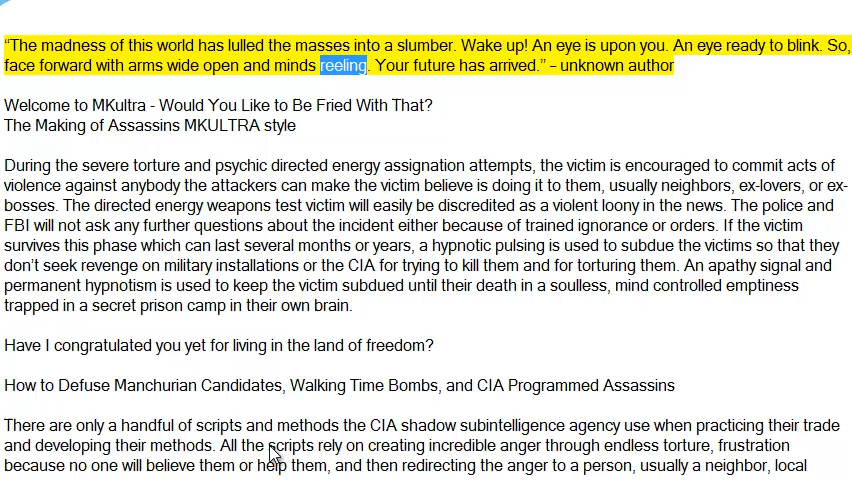 “The madness of this world has lulled the masses into a slumber. Wake up! An eye is upon you. An eye ready to blink. So,
face forward with arms wide open and minds reeling. Your future has arrived.” – unknown author
Welcome to MKultra - Would You Like to Be Fried With That?
The Making of Assassins MKULTRA style
During the severe torture and psychic directed energy assignation attempts, the victim is encouraged to commit acts of
violence against anybody the attackers can make the victim believe is doing it to them, usually neighbors, ex-lovers, or ex-
bosses. The directed energy weapons test victim will easily be discredited as a violent loony in the news. The police and
FBI will not ask any further questions about the incident either because of trained ignorance or orders. If the victim
survives this phase which can last several months or years, a hypnotic pulsing is used to subdue the victims so that they
don’t seek revenge on military installations or the CIA for trying to kill them and for torturing them. An apathy signal and
permanent hypnotism is used to keep the victim subdued until their death in a soulless, mind controlled emptiness
trapped in a secret prison camp in their own brain.
Have I congratulated you yet for living in the land of freedom?
How to Defuse Manchurian Candidates, Walking Time Bombs, and CIA Programmed Assassins
There are only a handful of scripts and methods the CIA shadow subintelligence agency use when practicing their trade
and developing their methods. All the scripts rely on creating incredible anger through endless torture, frustration
because no one will believe them or help them, and then redirecting the anger to a person, usually a neighbor, local